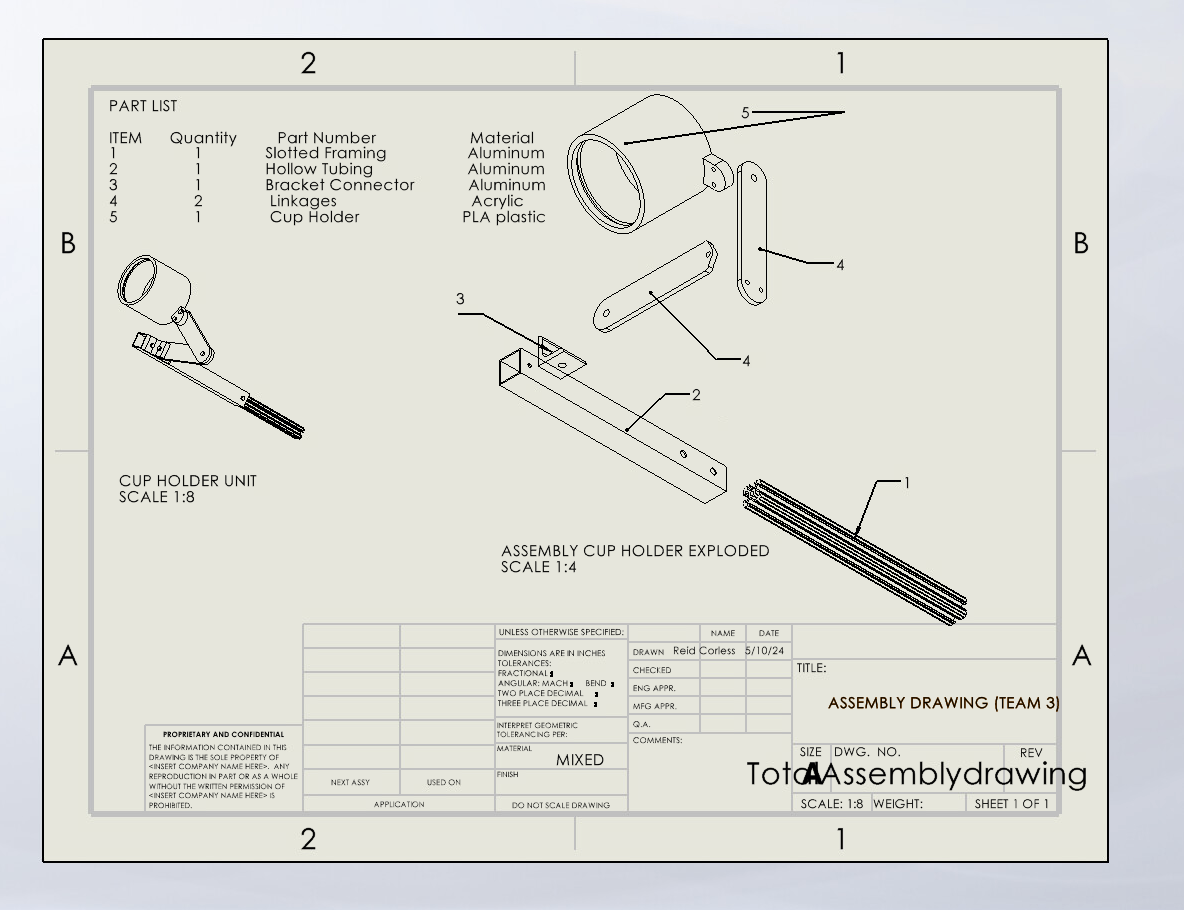 2 1
PART LIST
ITEM Quantity Part Number Material
1 1 Slotted Framing Aluminum
2 1 Hollow Tubing Aluminum
3 1 Bracket Connector Aluminum
4 2 Linkages Acrylic
5 1 Cup Holder PLA plastic
5
B B
4
3
4
2
CUP HOLDER UNIT
SCALE 1:8
1
ASSEMBLY CUP HOLDER EXPLODED
SCALE 1:4
A A
UNLESS OTHERWISE SPECIFIED:
DIMENSIONS ARE IN INCHES
TOLERANCES:
FRACTIONAL
ANGULAR: MACH BEND
TWO PLACE DECIMAL
THREE PLACE DECIMAL
INTERPRET GEOMETRIC
TOLERANCING PER:
MATERIAL
MIXED
FINISH
DO NOT SCALE DRAWING
NAME DATE
DRAWN Reid Corless 5/10/24
CHECKED
ENG APPR.
MFG APPR.
Q.A.
COMMENTS:
TITLE:
ASSEMBLY DRAWING (TEAM 3)
SIZE DWG. NO. REV
A
TotalAssemblydrawing
SCALE: 1:8 WEIGHT: SHEET 1 OF 1
PROPRIETARY AND CONFIDENTIAL
THE INFORMATION CONTAINED IN THIS
DRAWING IS THE SOLE PROPERTY OF
<INSERT COMPANY NAME HERE>. ANY
REPRODUCTION IN PART OR AS A WHOLE
WITHOUT THE WRITTEN PERMISSION OF
<INSERT COMPANY NAME HERE> IS
PROHIBITED.
NEXT ASSY USED ON
APPLICATION
2 1